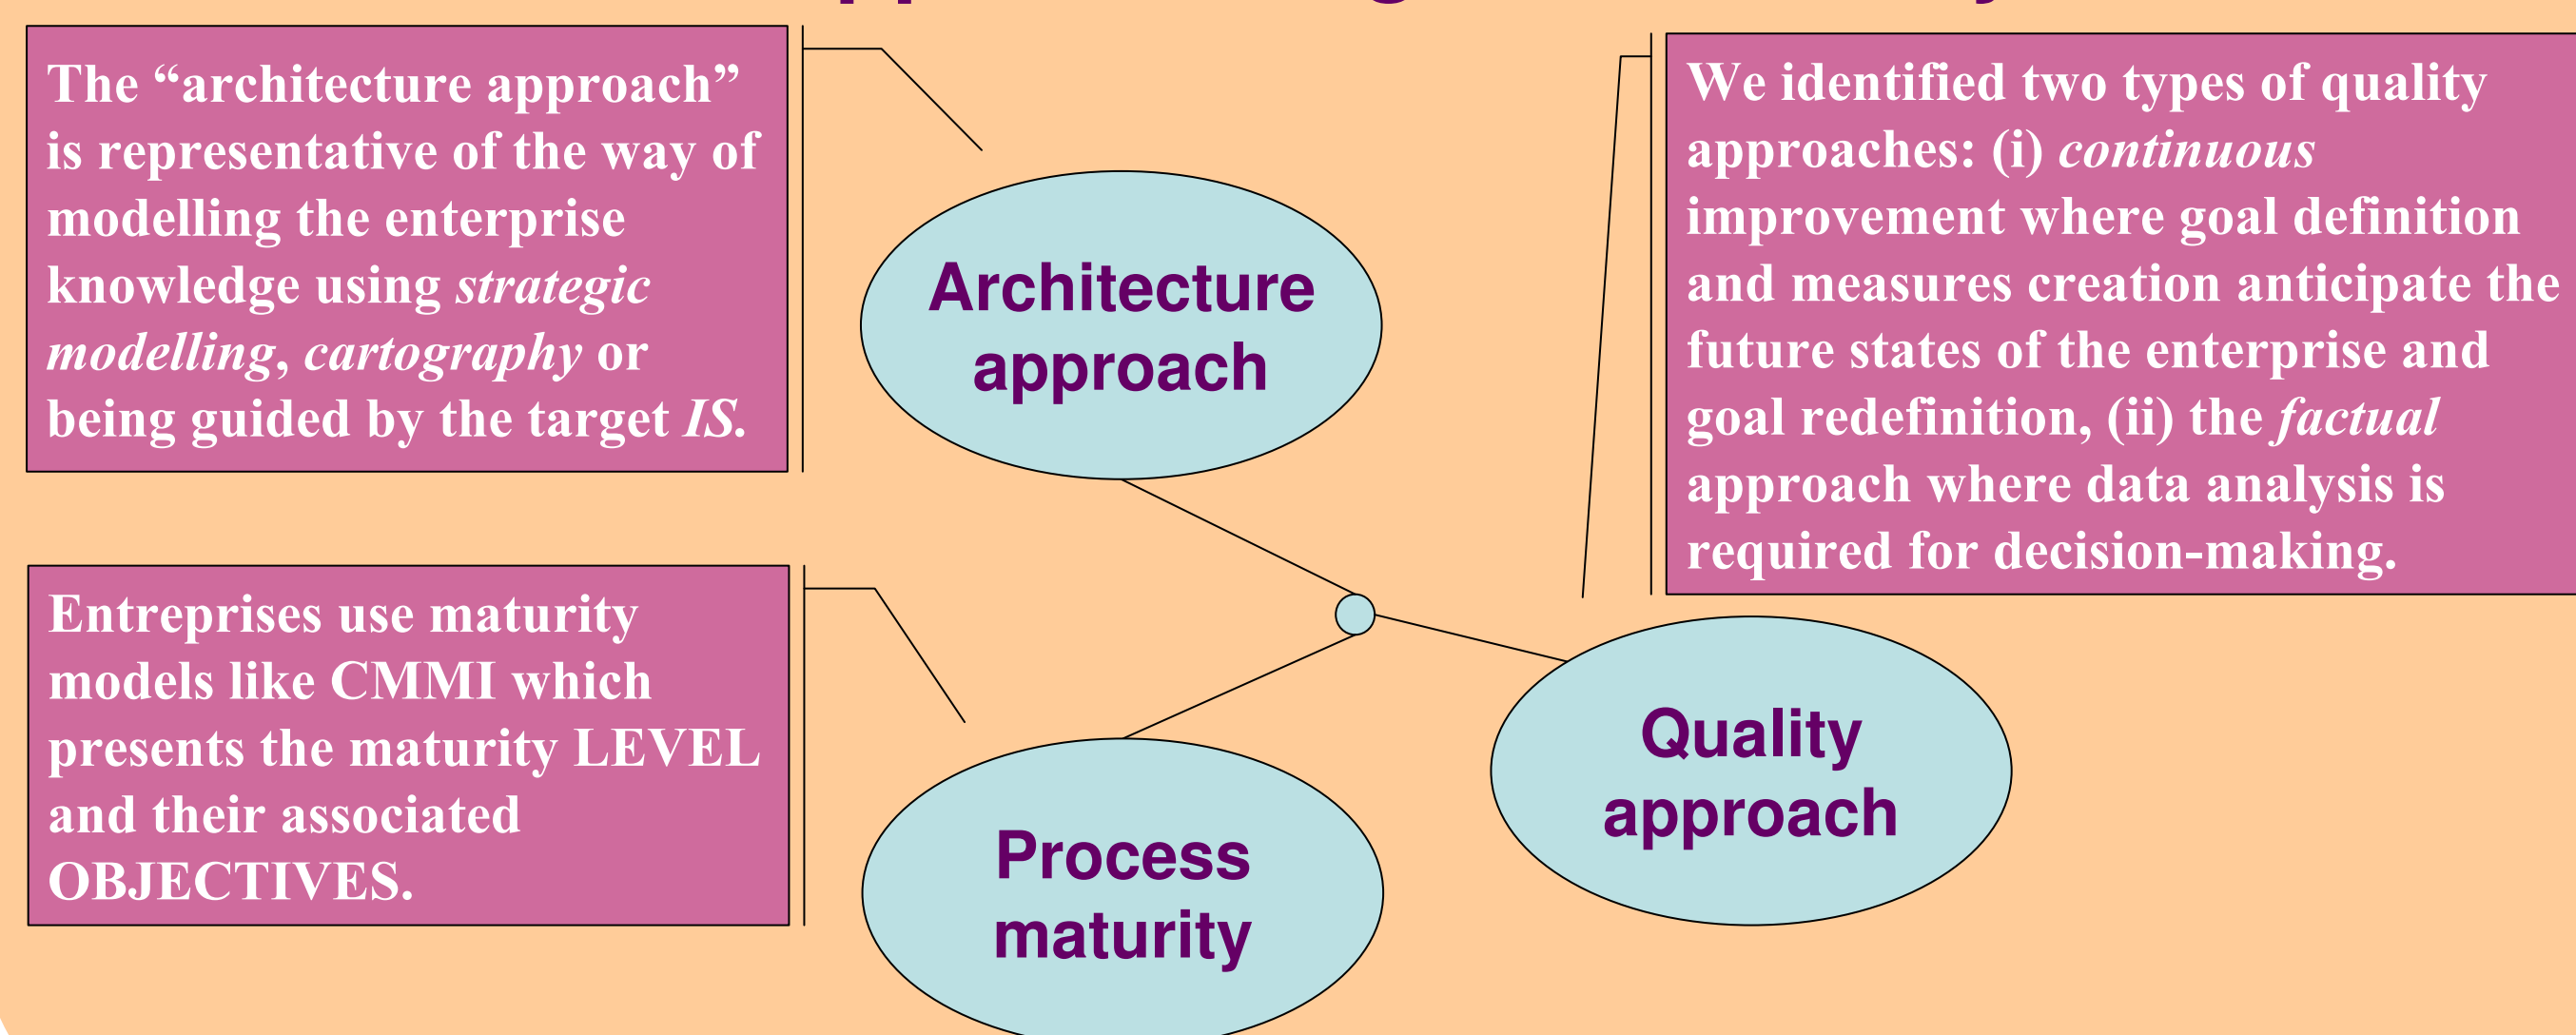 The “architecture approach”
is representative of the way of
modelling the enterprise
knowledge using strategic
modelling, cartography or
being guided by the target IS.
Architecture
approach
We identified two types of quality
approaches: (i) continuous
improvement where goal definition
and measures creation anticipate the
future states of the enterprise and
goal redefinition, (ii) the factual
approach where data analysis is
required for decision-making.
Entreprises use maturity
models like CMMI which
presents the maturity LEVEL
and their associated
OBJECTIVES.
Process
maturity
Quality
approach